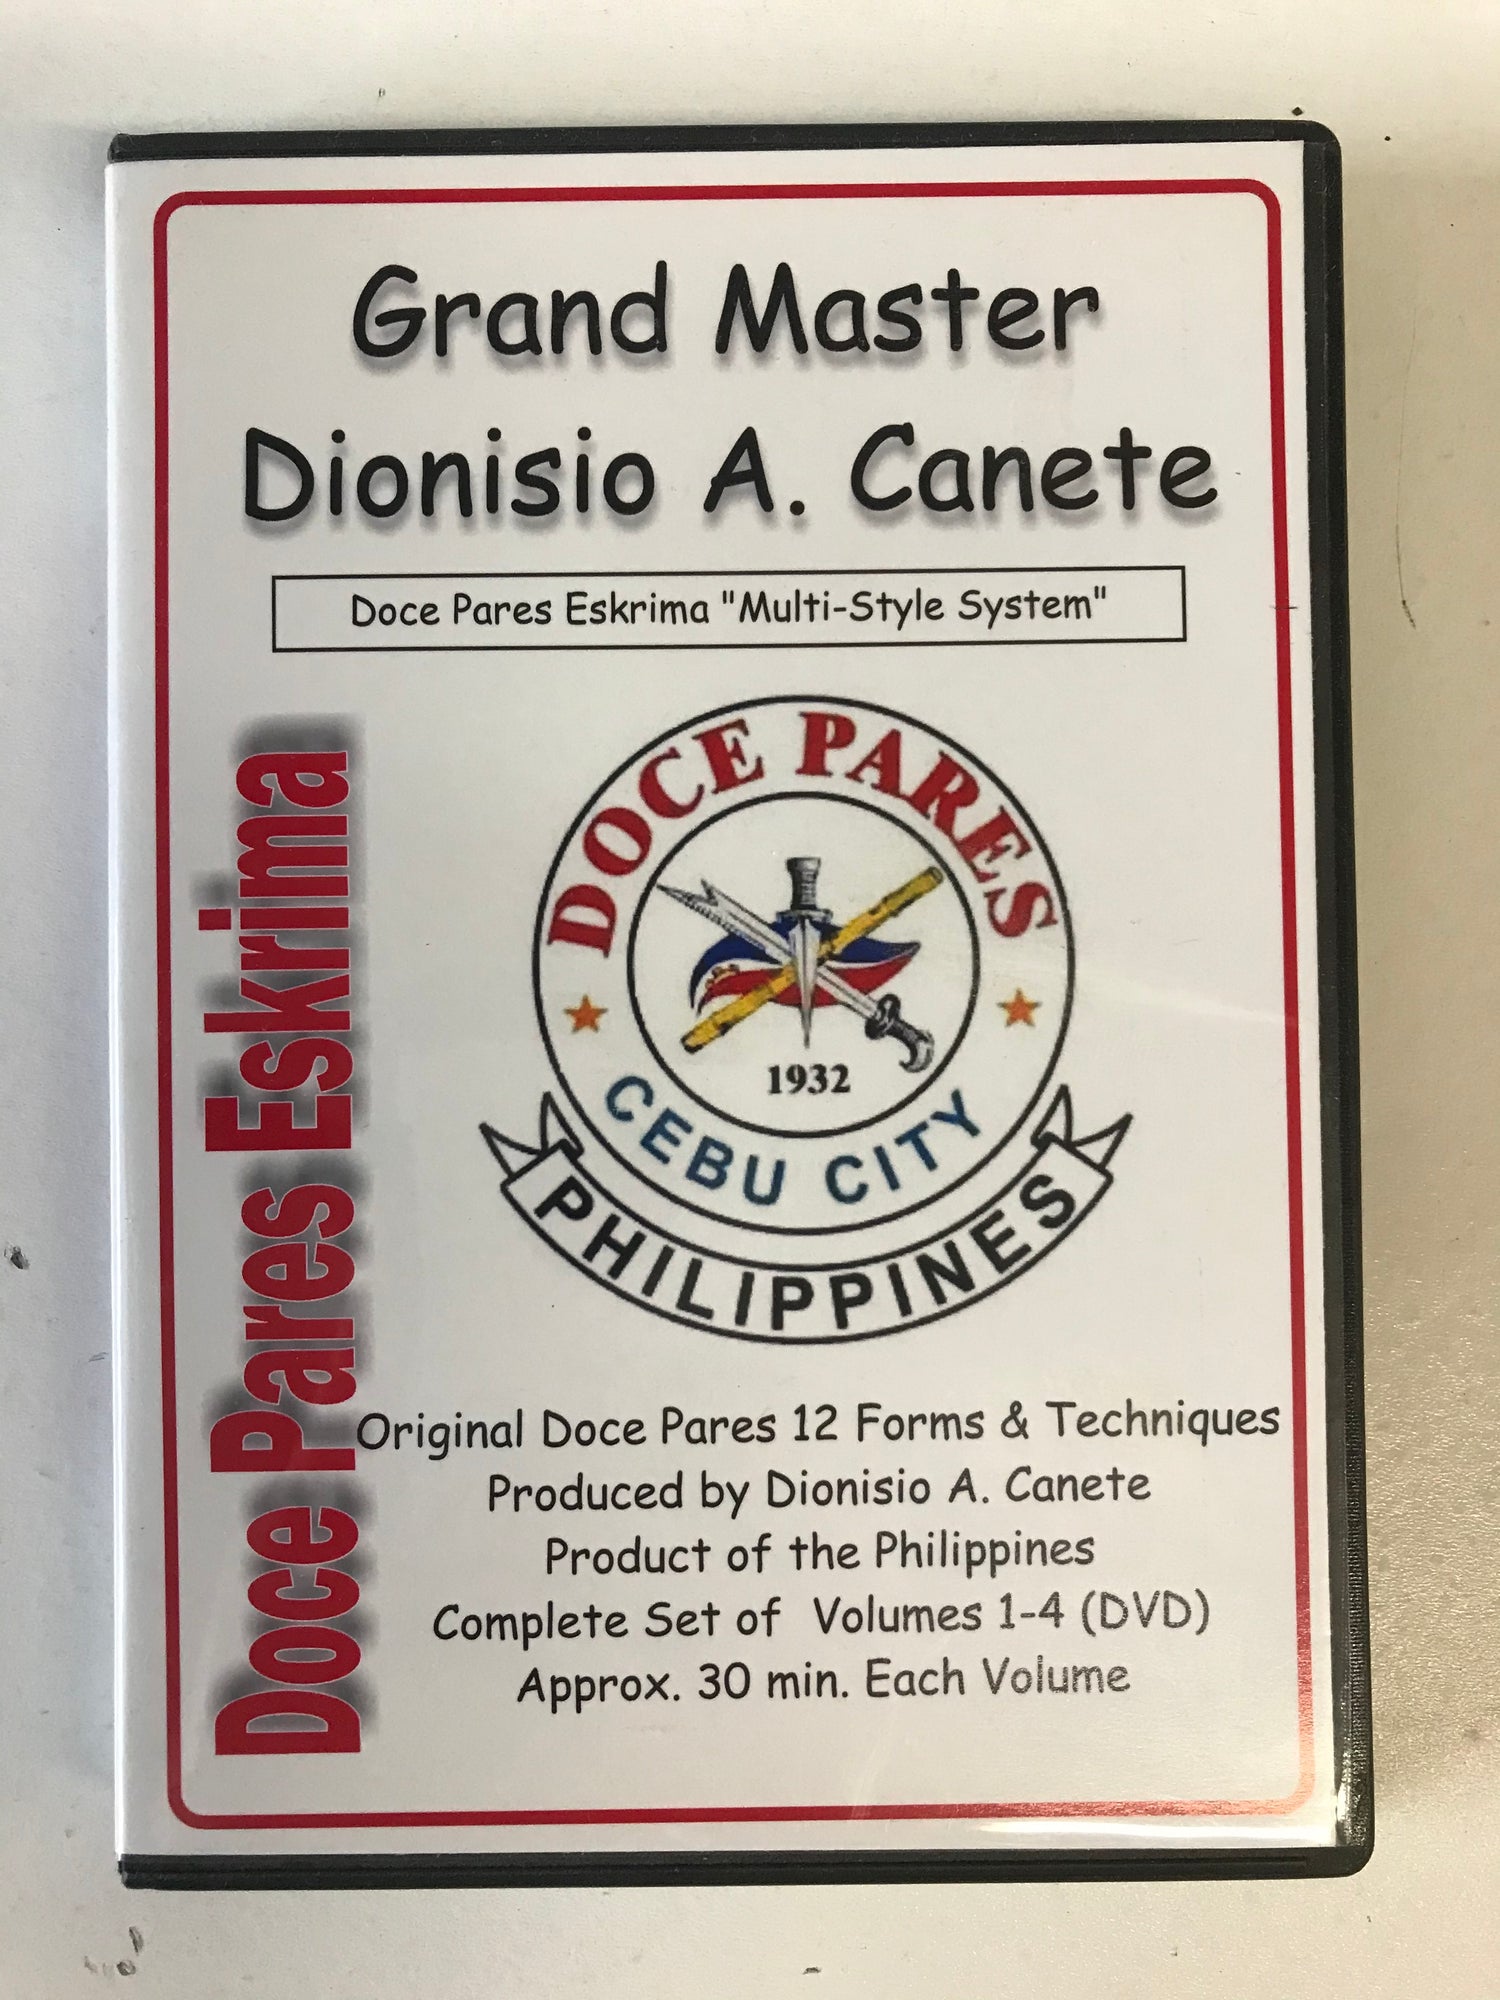 Grand Master
Dionisio A. Canete
Doce Pares Eskrima "Multi-Style System"
Doce Pares Eskrima
DOCE PARES
1932
CEBU CITY
PHILIPPINES
Original Doce Pares 12 Forms & Techniques
Produced by Dionisio A. Canete
Product of the Philippines
Complete Set of Volumes 1-4 (DVD)
Approx. 30 min. Each Volume